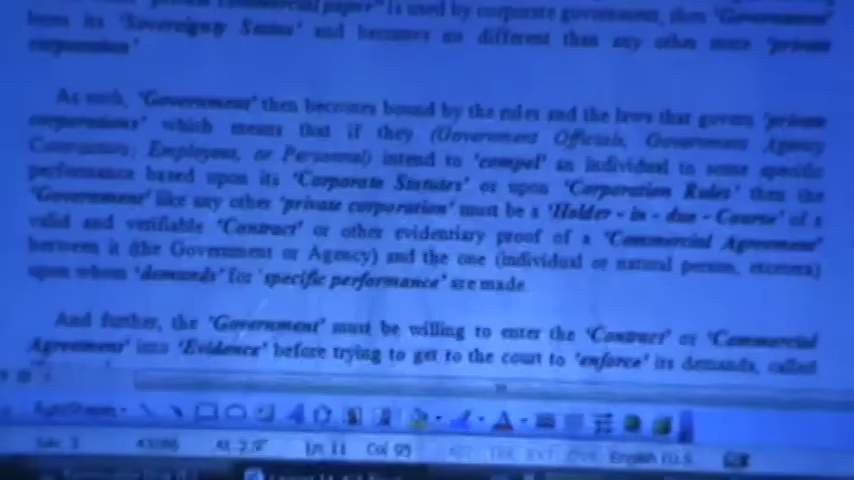 commercial paper" is used by corporate government, then 'Government'
loses its 'Sovereignty Status' and becomes no different than any other mere 'private
corporation'
As such, 'Government' then becomes bound by the rules and the laws that govern 'private
corporations' which means that if they (Government Officials, Government Agency
Contractors, Employees, or Personnel) intend to 'compel' an individual to some specific
performance based upon its 'Corporate Statutes' or upon 'Corporation Rules' then the
'Government' like any other 'private corporation' must be a 'Holder - in - due - Course' of a
valid and verifiable 'Contract' or other evidentiary proof of a 'Commercial Agreement'
between it (the Government or Agency) and the one (individual or natural person, etcetera)
upon whom 'demands' for 'specific performance' are made.
And further, the 'Government' must be willing to enter the 'Contract' or 'Commercial
Agreement' into 'Evidence' before trying to get to the court to 'enforce' its demands, called
AutoShapes
Ln 11 Col 95 English (U.S.